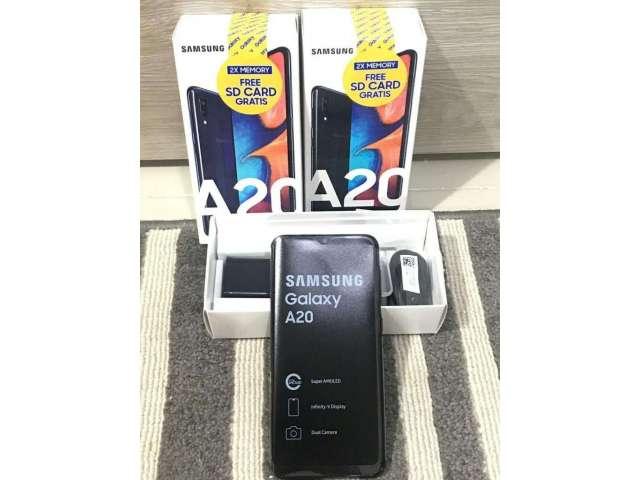 SAMSUNG
2X MEMORY
FREE
SD CARD
GRATIS
A20
SAMSUNG
2X MEMORY
FREE
SD CARD
GRATIS
A20
SAMSUNG
Galaxy
A20
Super AMOLED
Infinity-V Display
Dual Camera